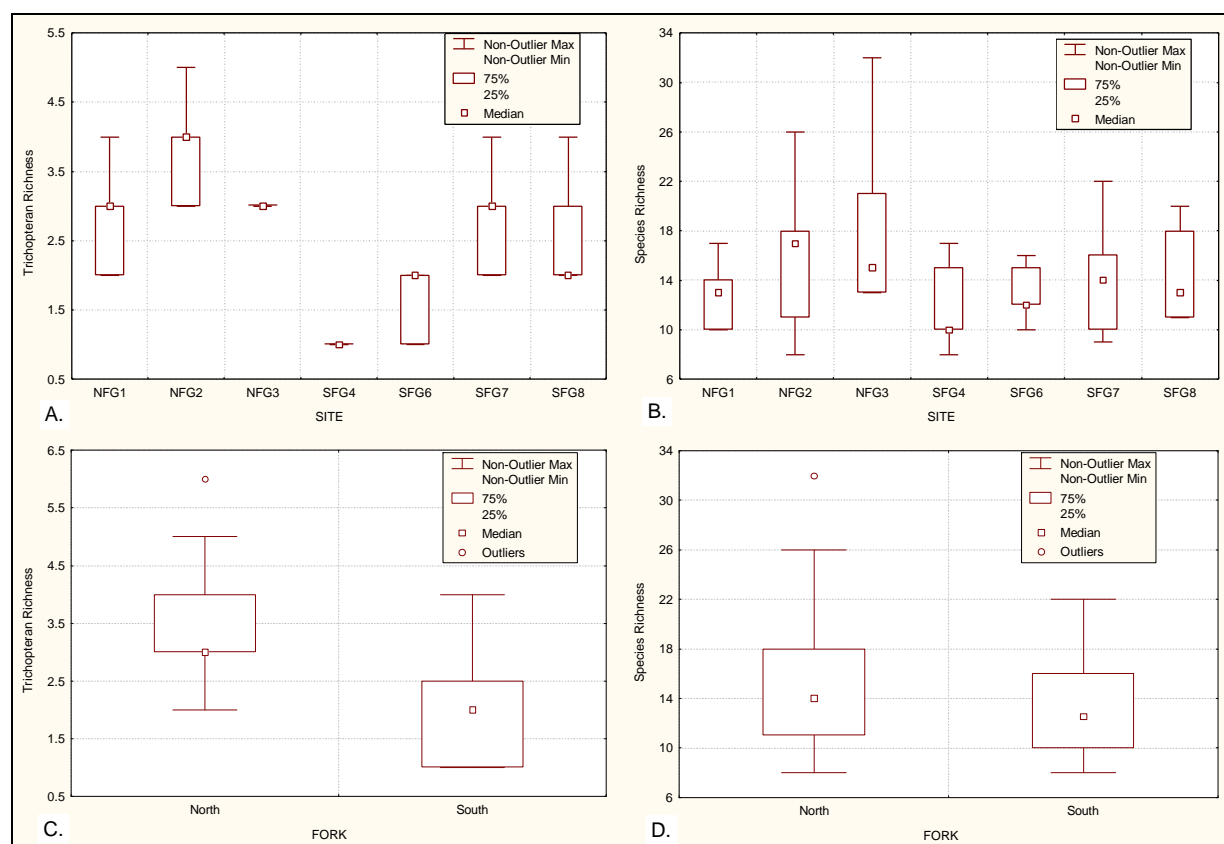 5.5
4.5
3.5
2.5
1.5
0.5
Trichopteran Richness
Non-Outlier Max
Non-Outlier Min
75%
25%
Median
NFG1 NFG2 NFG3 SFG4 SFG6 SFG7 SFG8
A.
SITE
34
30
26
22
18
14
10
6
Species Richness
Non-Outlier Max
Non-Outlier Min
75%
25%
Median
NFG1 NFG2 NFG3 SFG4 SFG6 SFG7 SFG8
B.
SITE
6.5
5.5
4.5
3.5
2.5
1.5
0.5
Trichopteran Richness
Non-Outlier Max
Non-Outlier Min
75%
25%
Median
Outliers
North South
C.
FORK
34
30
26
22
18
14
10
6
Species Richness
Non-Outlier Max
Non-Outlier Min
75%
25%
Median
Outliers
North South
D.
FORK